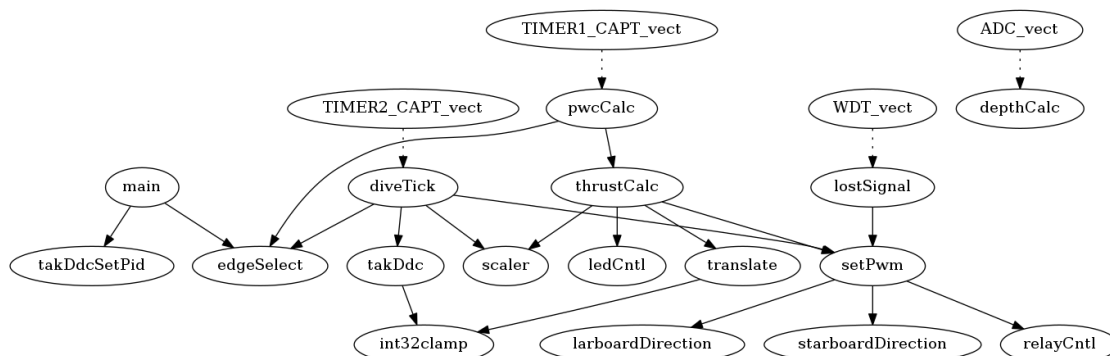 TIMER1_CAPT_vect
ADC_vect
TIMER2_CAPT_vect
pwcCalc
WDT_vect
depthCalc
main
diveTick
thrustCalc
lostSignal
takDdcSetPid
edgeSelect
takDdc
scaler
ledCntl
translate
setPwm
int32clamp
larboardDirection
starboardDirection
relayCntl